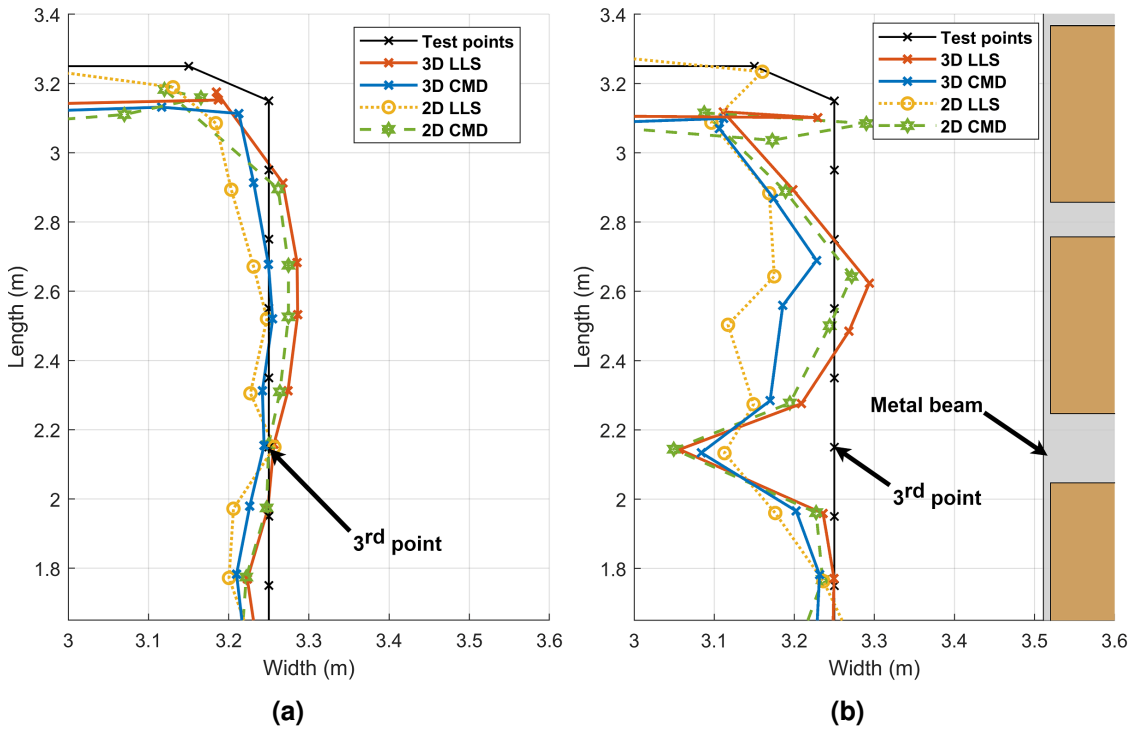 3.4
3.2
3
2.8
2.6
2.4
2.2
2
1.8
Length (m)
3
3.1
3.2
3.3
3.4
3.5
3.6
Width (m)
Test points
3D LLS
3D CMD
2D LLS
2D CMD
3rd point
(a)
3.4
3.2
3
2.8
2.6
2.4
2.2
2
1.8
Length (m)
3
3.1
3.2
3.3
3.4
3.5
3.6
Width (m)
Test points
3D LLS
3D CMD
2D LLS
2D CMD
Metal beam
3rd point
(b)